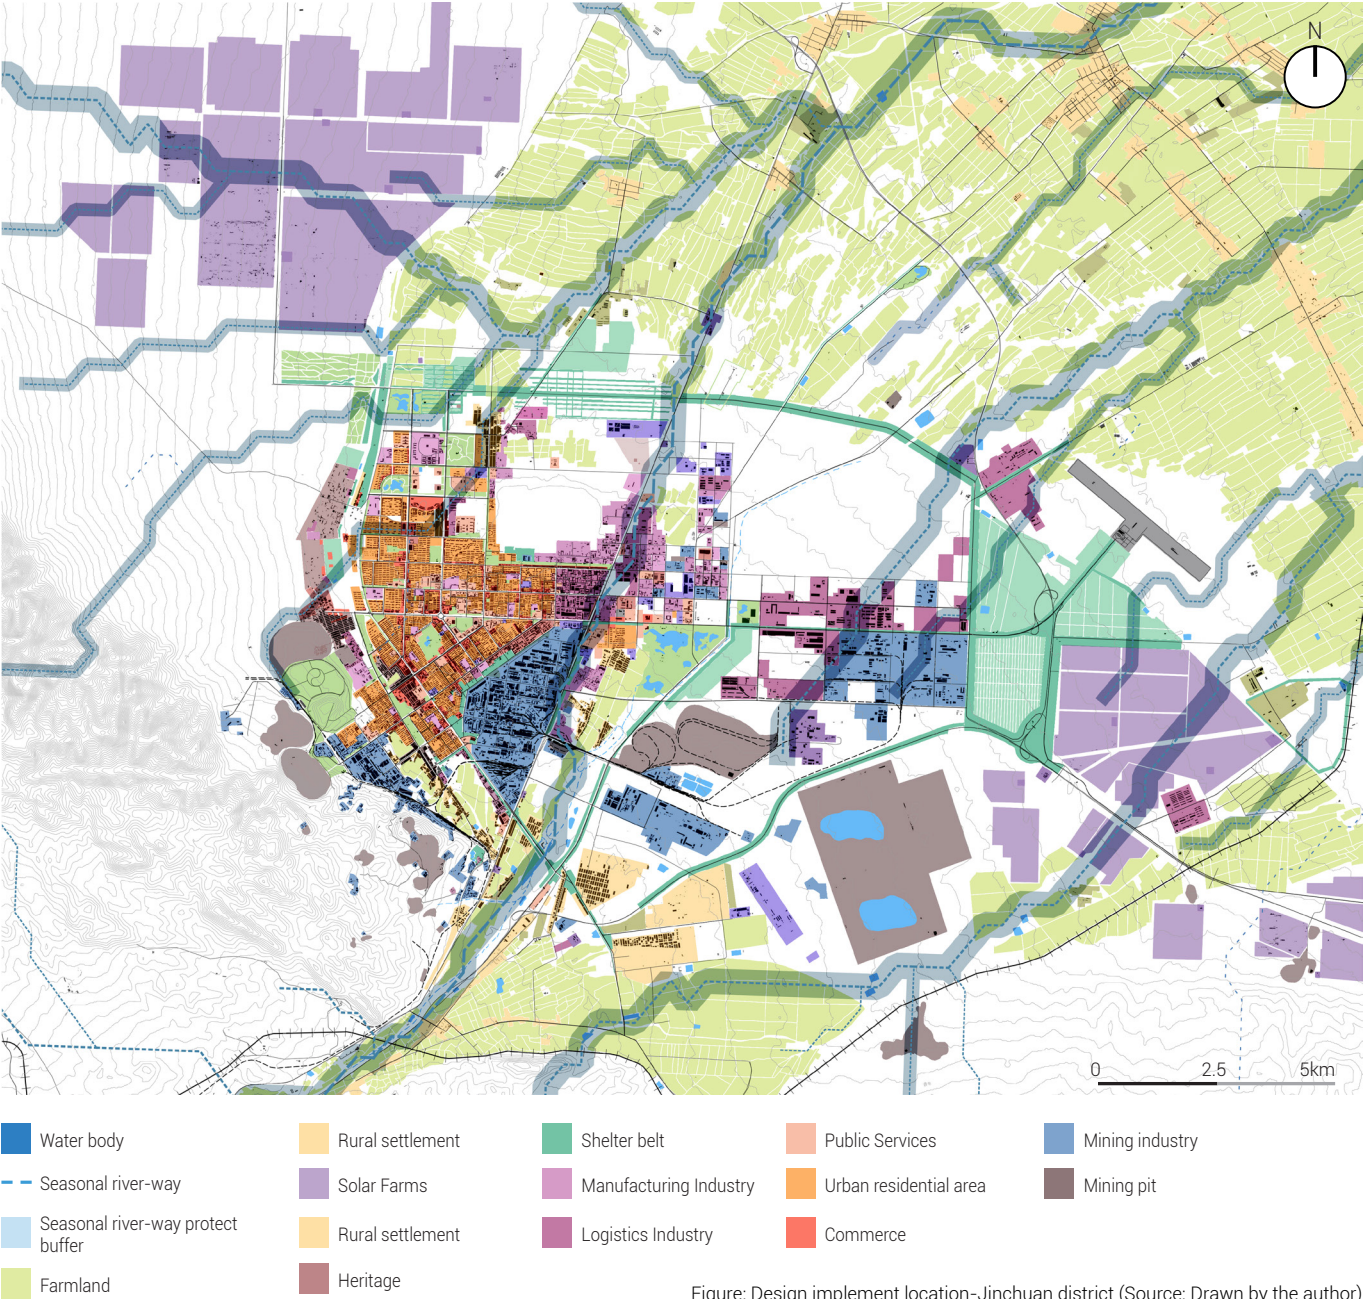 N
0 2.5 5km
Water body
Rural settlement
Shelter belt
Public Services
Mining industry
Seasonal river-way
Solar Farms
Manufacturing Industry
Urban residential area
Mining pit
Seasonal river-way protect
buffer
Rural settlement
Logistics Industry
Commerce
Farmland
Heritage
Figure: Design implement location-Jinchuan district (Source: Drawn by the author)